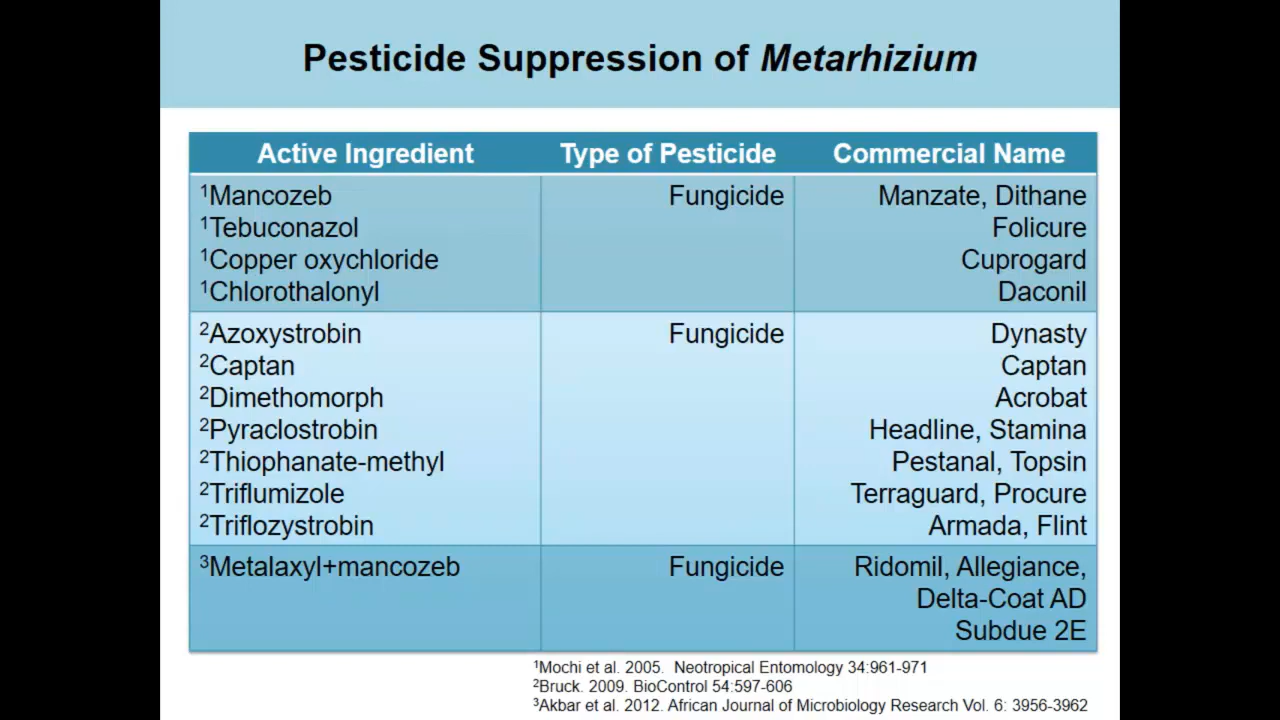 Pesticide Suppression of Metarhizium
Active Ingredient Type of Pesticide Commercial Name
¹Mancozeb Fungicide Manzate, Dithane
¹Tebuconazol Folicure
¹Copper oxychloride Cuprogard
¹Chlorothalonyl Daconil
²Azoxystrobin Fungicide Dynasty
²Captan Captan
²Dimethomorph Acrobat
²Pyraclostrobin Headline, Stamina
²Thiophanate-methyl Pestanal, Topsin
²Triflumizole Terraguard, Procure
²Triflozystrobin Armada, Flint
³Metalaxyl+mancozeb Fungicide Ridomil, Allegiance,
Delta-Coat AD
Subdue 2E
¹Mochi et al. 2005. Neotropical Entomology 34:961-971
²Bruck. 2009. BioControl 54:597-606
³Akbar et al. 2012. African Journal of Microbiology Research Vol. 6: 3956-3962